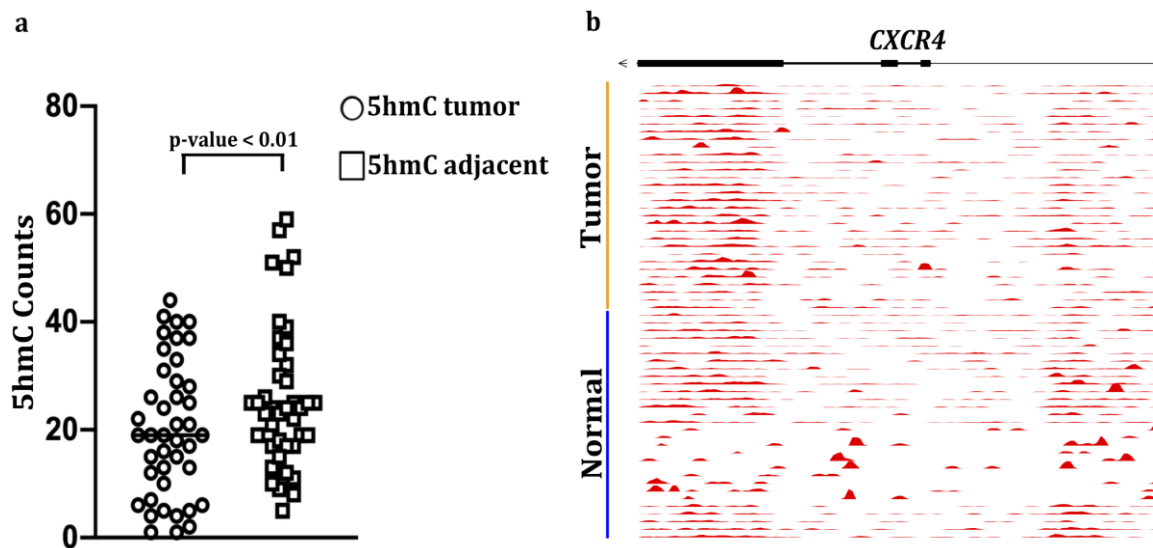 a
80
60
40
20
0
5hmC Counts
p-value < 0.01
5hmC tumor
5hmC adjacent
b
CXCR4
Tumor
Normal